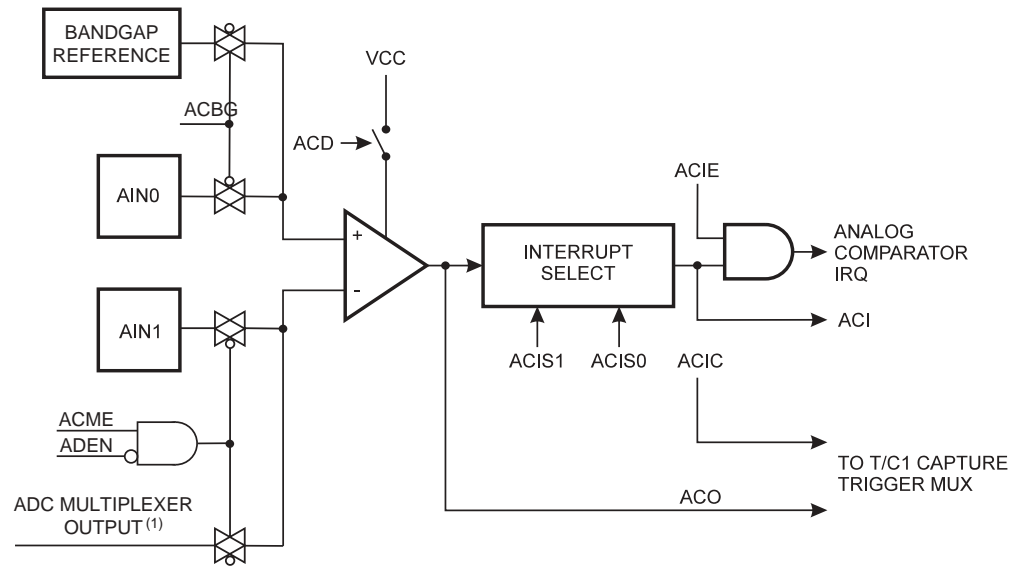 BANDGAP
REFERENCE
VCC
ACBG
ACD
AIN0
ACIE
+
-
INTERRUPT
SELECT
ANALOG
COMPARATOR
IRQ
AIN1
ACI
ACIS1
ACIS0
ACIC
ACME
ADEN
TO T/C1 CAPTURE
TRIGGER MUX
ADC MULTIPLEXER
OUTPUT (1)
ACO